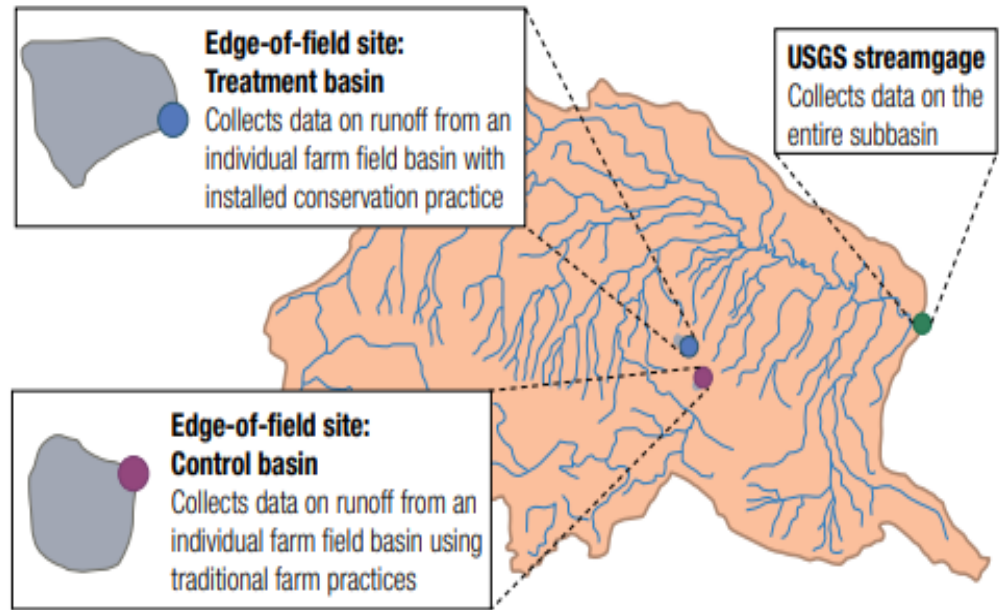 Edge-of-field site:
Treatment basin
Collects data on runoff from an
individual farm field basin with
installed conservation practice
USGS streamgage
Collects data on the
entire subbasin
Edge-of-field site:
Control basin
Collects data on runoff from an
individual farm field basin using
traditional farm practices